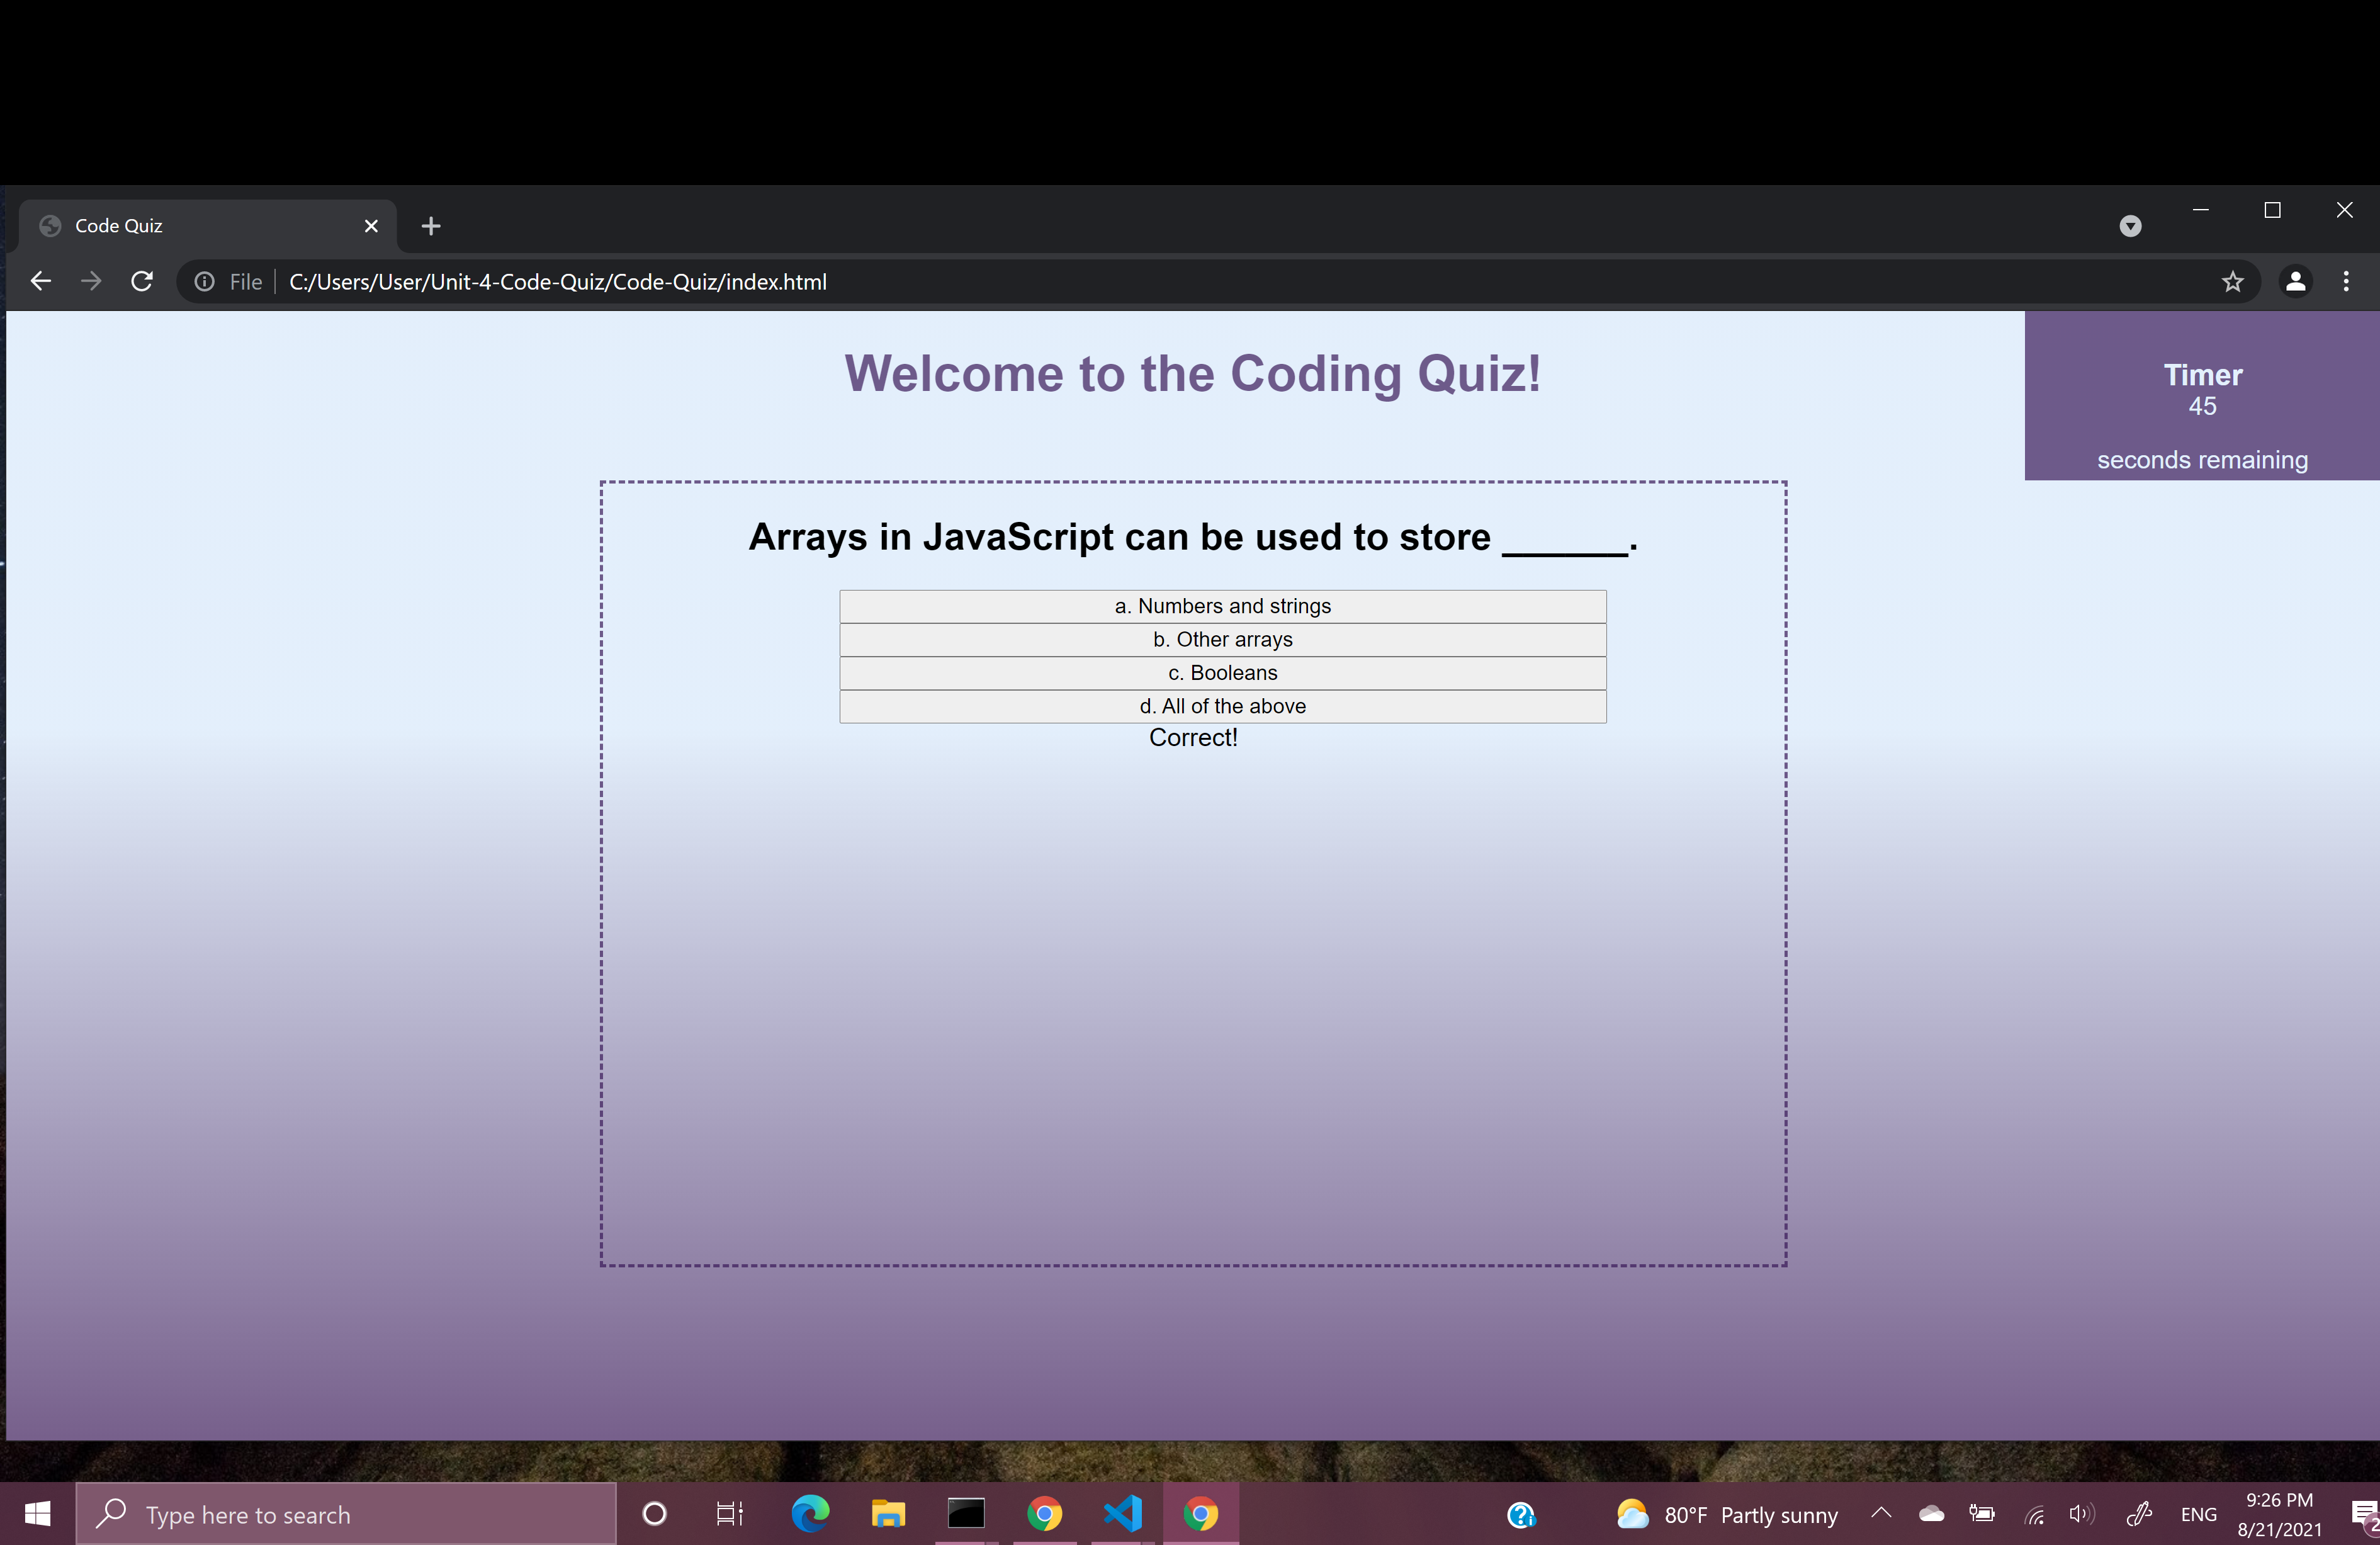 Code Quiz
File C:/Users/User/Unit-4-Code-Quiz/Code-Quiz/index.html
Welcome to the Coding Quiz!
Timer
45
seconds remaining
Arrays in JavaScript can be used to store ______.
a. Numbers and strings
b. Other arrays
c. Booleans
d. All of the above
Correct!
Type here to search
80°F Partly sunny
ENG
9:26 PM
8/21/2021
2